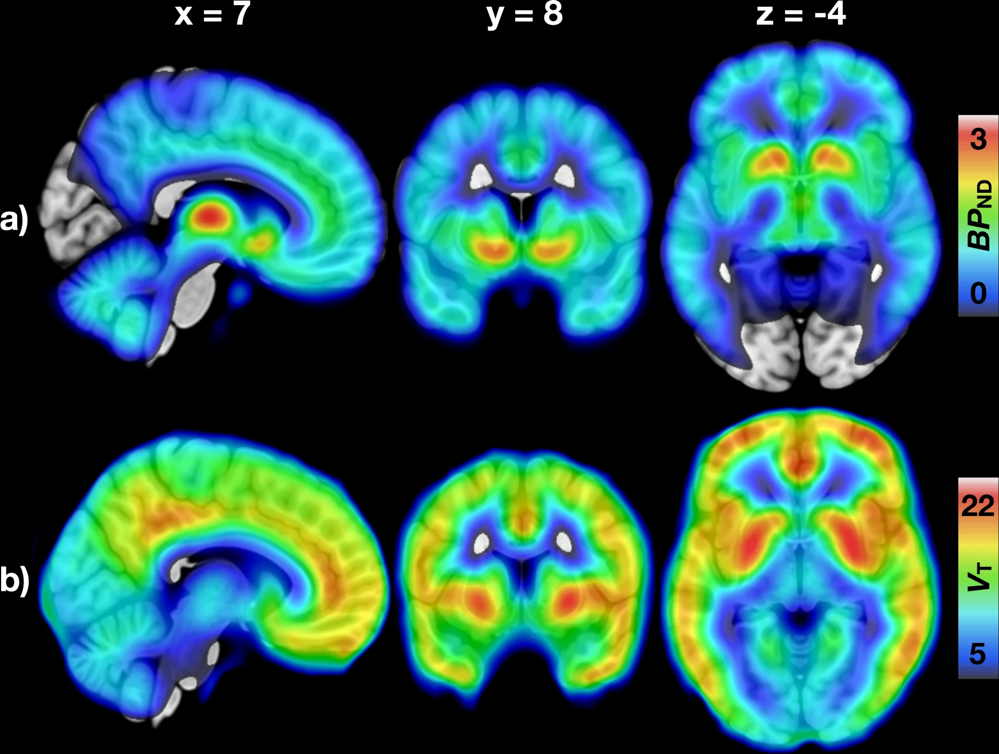 x = 7
y = 8
z = -4
a)
3
BPND
0
b)
22
VT
5